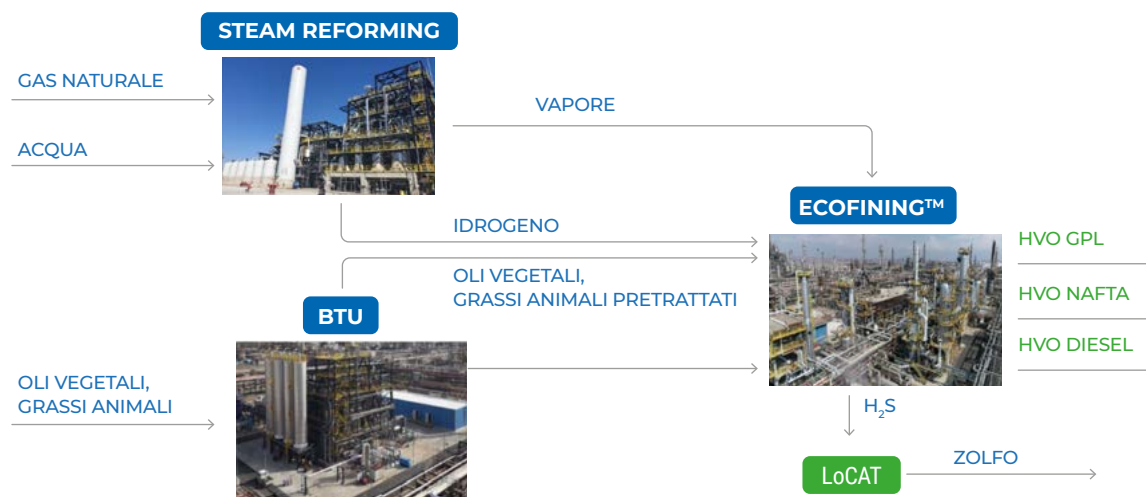 STEAM REFORMING
GAS NATURALE
VAPORE
ACQUA
ECOFINING™
IDROGENO
HVO GPL
OLI VEGETALI,
GRASSI ANIMALI PRETRATTATI
HVO NAFTA
BTU
HVO DIESEL
OLI VEGETALI,
GRASSI ANIMALI
H₂S
LoCAT
ZOLFO